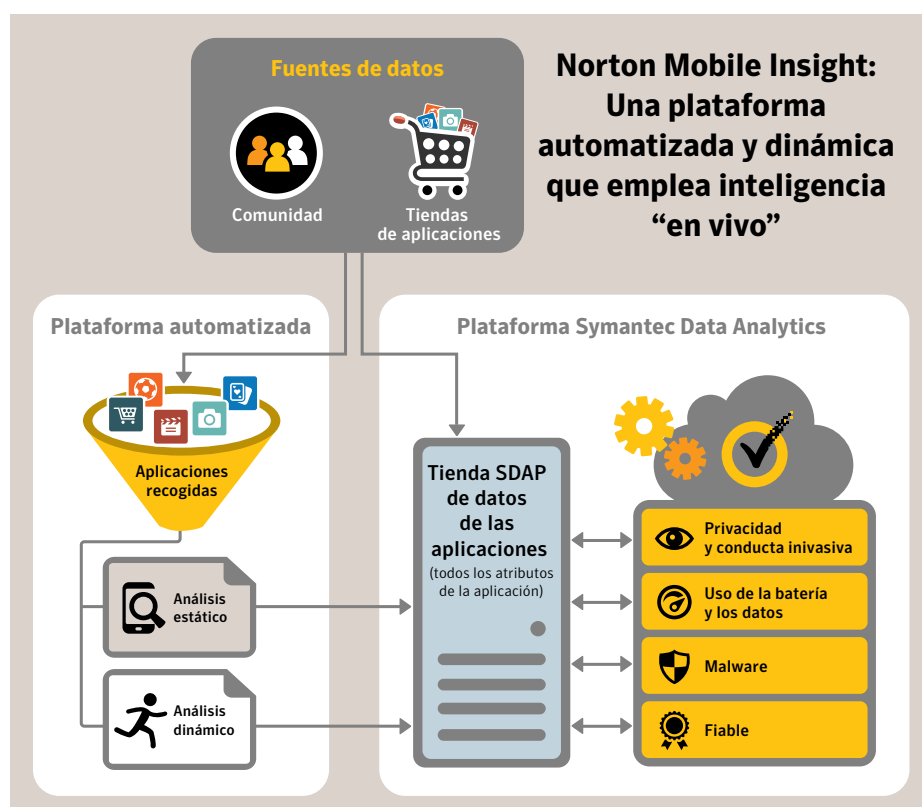 Fuentes de datos
Comunidad
Tiendas
de aplicaciones
Norton Mobile Insight:
Una plataforma
automatizada y dinámica
que emplea inteligencia
“en vivo”
Plataforma automatizada
Aplicaciones
recogidas
Análisis
estático
Análisis
dinámico
Plataforma Symantec Data Analytics
Tienda SDAP
de datos
de las
aplicaciones
(todos los atributos
de la aplicación)
Privacidad
y conducta inivasiva
Uso de la batería
y los datos
Malware
Fiable